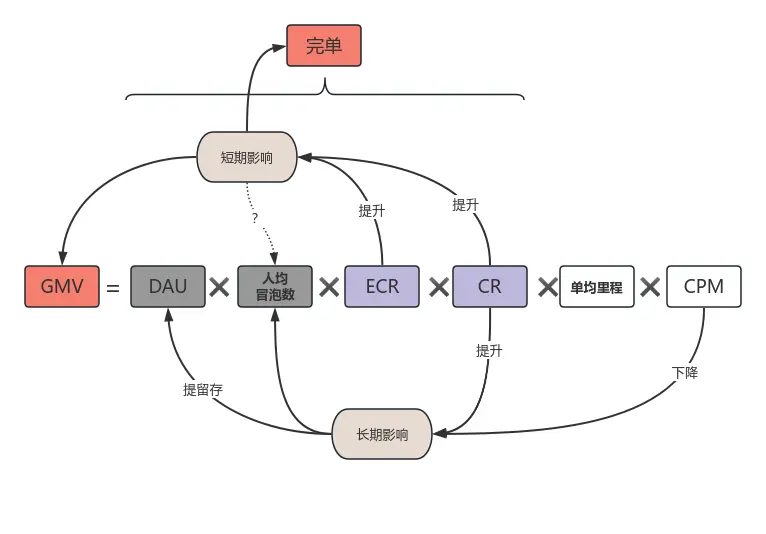 完单
短期影响
?
提升
提升
GMV = DAU × 人均
冒泡数 × ECR × CR × 单均里程 × CPM
提升
下降
提留存
长期影响